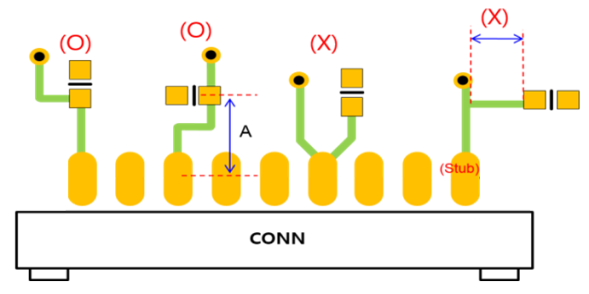 (O)
(O)
(X)
(X)
A
(Stub)
CONN